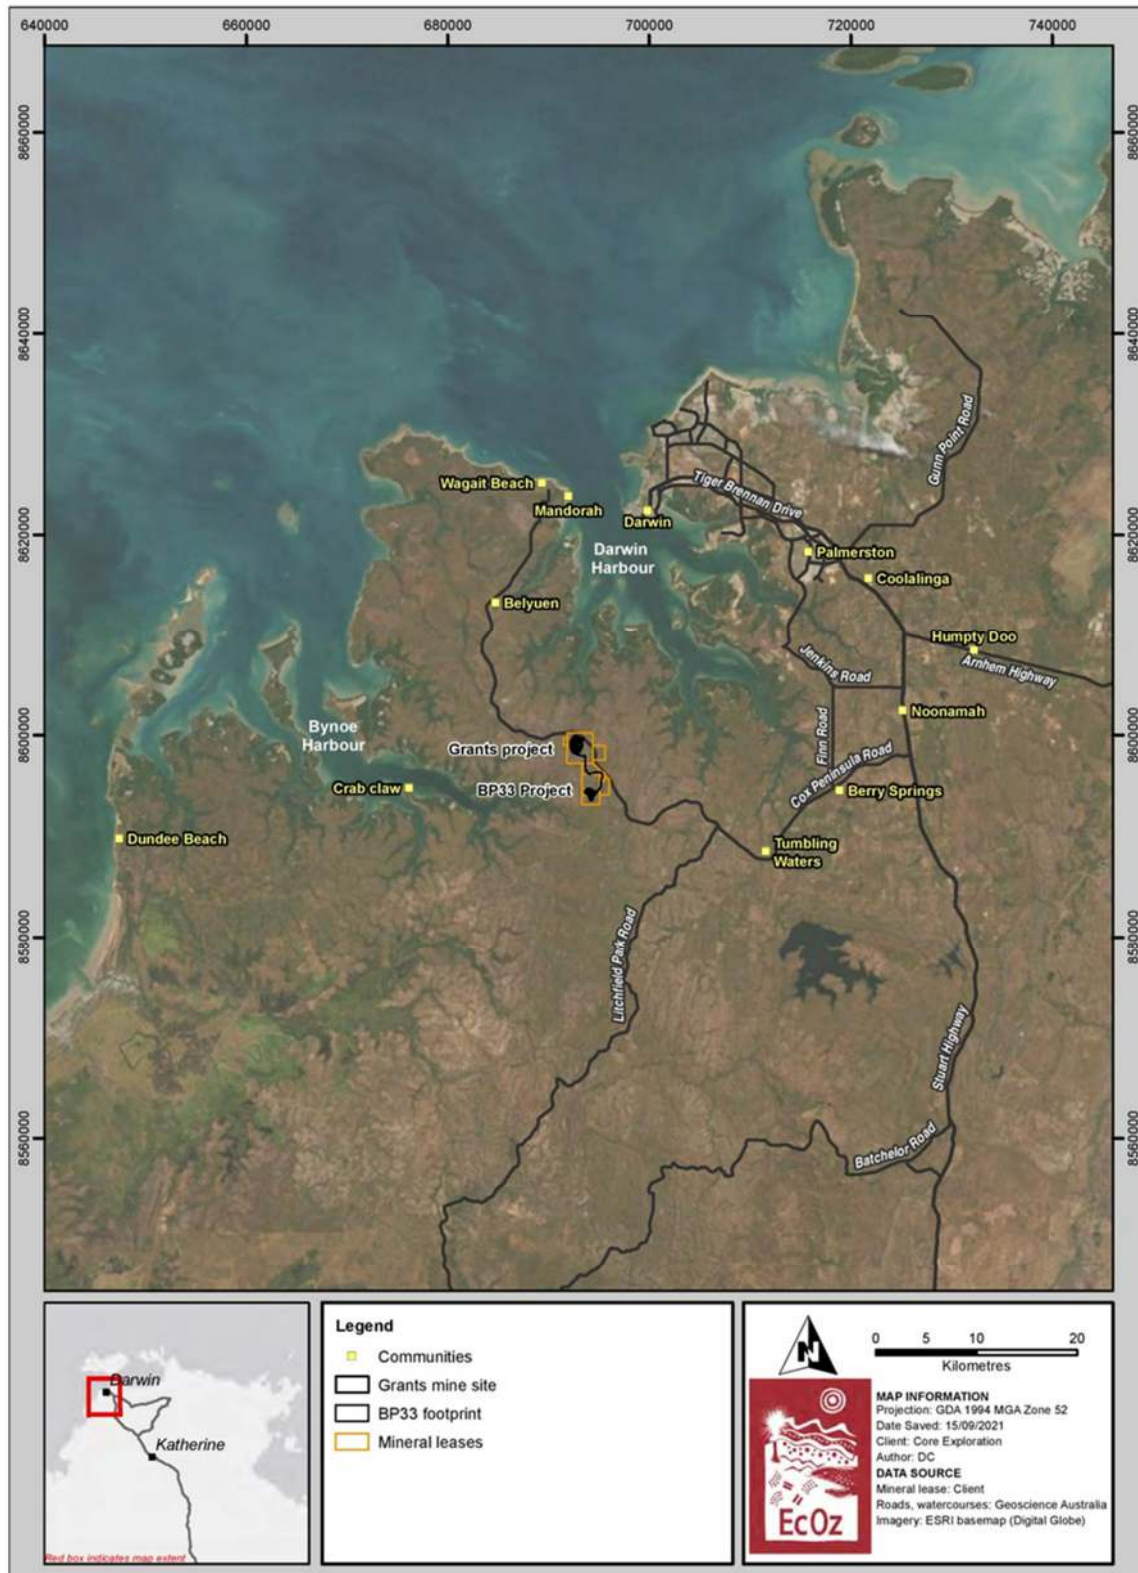 640000
660000
680000
700000
720000
740000
8660000
8660000
8640000
8640000
Gunn Point Road
Wagait Beach
Mandorah
Tiger Brennan Drive
Darwin
8620000
8620000
Darwin
Harbour
Palmerston
Coolalinga
Belyuen
Humpty Doo
Arnhem Highway
Jenkins Road
Noonamah
Bynoe
Harbour
Finn Road
8600000
8600000
Grants project
Cox Peninsula Road
Crab claw
BP33 Project
Berry Springs
Dundee Beach
Tumbling
Waters
8580000
8580000
Litchfield Park Road
Stuart Highway
8560000
8560000
Batchelor Road
Darwin
Katherine
Red box indicates map extent
Legend
Communities
Grants mine site
BP33 footprint
Mineral leases
N
0 5 10 20
Kilometres
MAP INFORMATION
Projection: GDA 1994 MGA Zone 52
Date Saved: 15/09/2021
Client: Core Exploration
Author: DC
DATA SOURCE
Mineral lease: Client
Roads, watercourses: Geoscience Australia
Imagery: ESRI basemap (Digital Globe)
EcOz